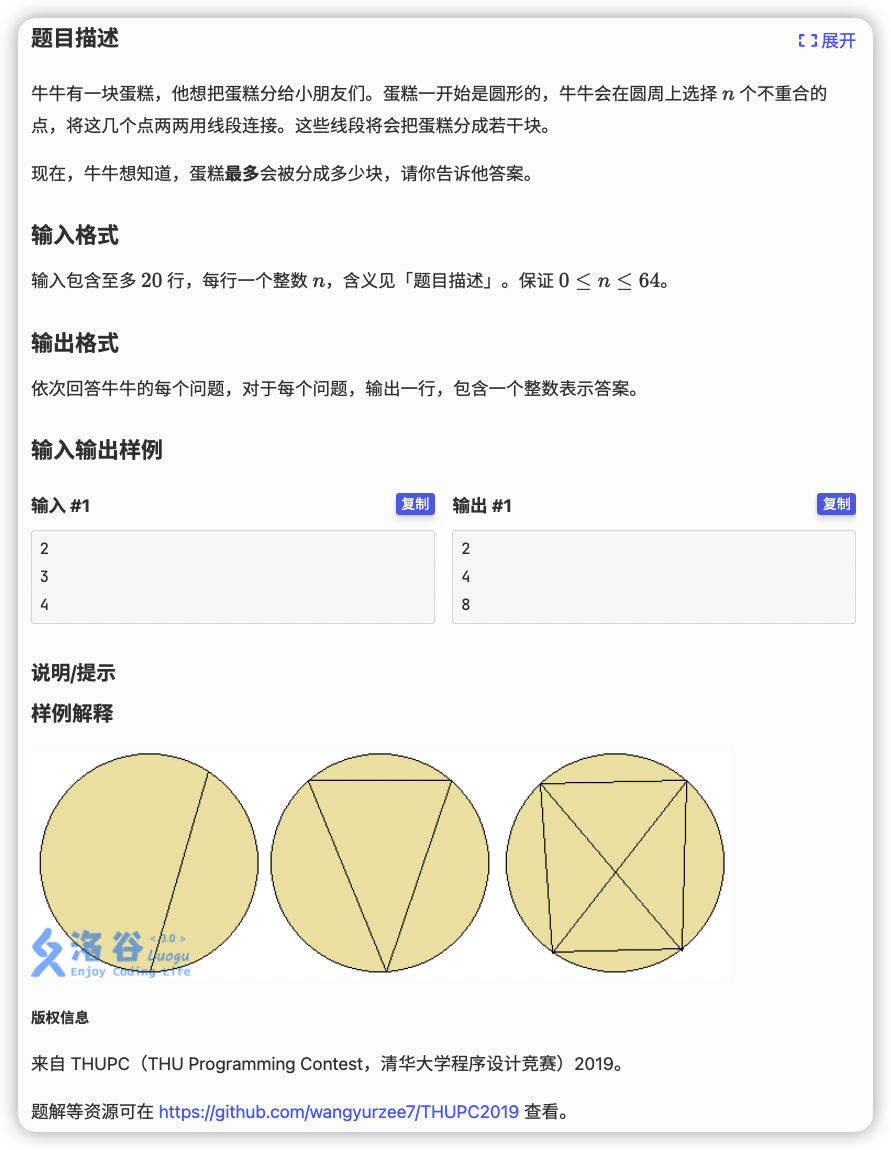 题目描述
展开
牛牛有一块蛋糕，他想把蛋糕分给小朋友们。蛋糕一开始是圆形的，牛牛会在圆周上选择 n 个不重合的
点，将这几个点两两用线段连接。这些线段将会把蛋糕分成若干块。
现在，牛牛想知道，蛋糕最多会被分成多少块，请你告诉他答案。
输入格式
输入包含至多 20 行，每行一个整数 n，含义见「题目描述」。保证 0 ≤ n ≤ 64。
输出格式
依次回答牛牛的每个问题，对于每个问题，输出一行，包含一个整数表示答案。
输入输出样例
输入 #1
复制
2
3
4
输出 #1
复制
2
4
8
说明/提示
样例解释
洛谷 <3.0>
Luogu
Enjoy Coding Life
版权信息
来自 THUPC（THU Programming Contest，清华大学程序设计竞赛）2019。
题解等资源可在 https://github.com/wangyurzee7/THUPC2019 查看。